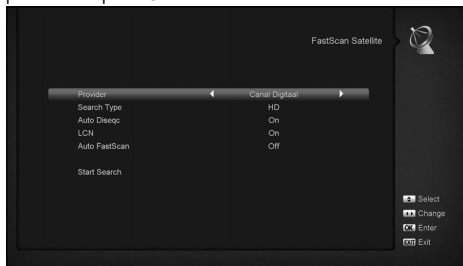 FastScan Satellite
Provider Canal Digitaal
Search Type HD
Auto Diseqc On
LCN On
Auto FastScan Off
Start Search
Select
Change
OK Enter
EXIT Exit